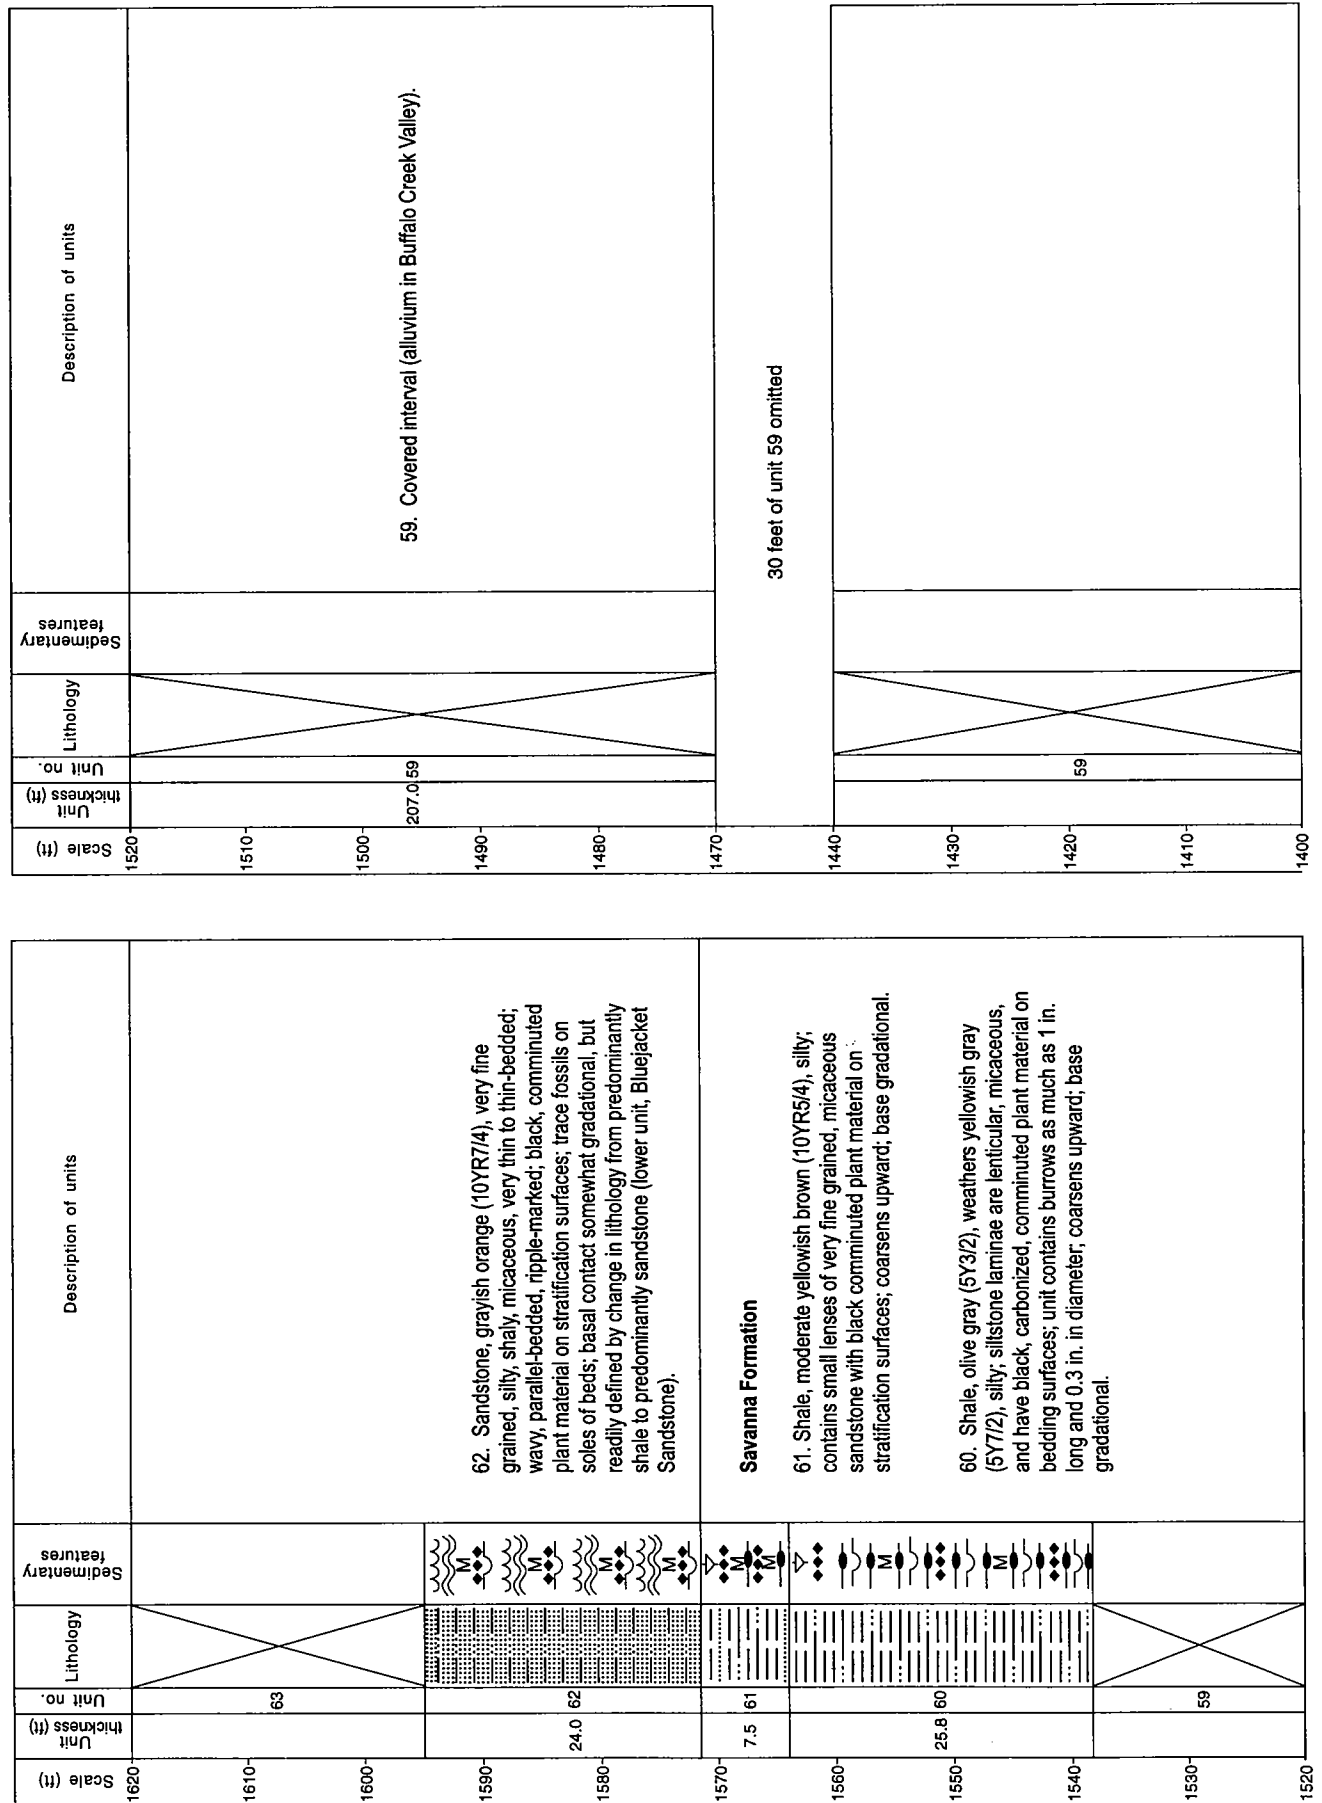 Scale (ft)
Unit
thickness (ft)
Unit no.
Lithology
Sedimentary
features
Description of units
1620
1610
1600
1590
1580
1570
1560
1550
1540
1530
1520
63
24.0
62
7.5
61
25.8
60
59
M
M
M
M
M
M
M
M
M
62. Sandstone, grayish orange (10YR7/4), very fine
grained, silty, shaly, micaceous, very thin to thin-bedded;
wavy, parallel-bedded, ripple-marked; black, comminuted
plant material on stratification surfaces; trace fossils on
soles of beds; basal contact somewhat gradational, but
readily defined by change in lithology from predominantly
shale to predominantly sandstone (lower unit, Bluejacket
Sandstone).
Savanna Formation
61. Shale, moderate yellowish brown (10YR5/4), silty;
contains small lenses of very fine grained, micaceous
sandstone with black comminuted plant material on
stratification surfaces; coarsens upward; base gradational.
60. Shale, olive gray (5Y3/2), weathers yellowish gray
(5Y7/2), silty; siltstone laminae are lenticular, micaceous,
and have black, carbonized, comminuted plant material on
bedding surfaces; unit contains burrows as much as 1 in.
long and 0.3 in. in diameter; coarsens upward; base
gradational.
Scale (ft)
Unit
thickness (ft)
Unit no.
Lithology
Sedimentary
features
Description of units
1520
1510
1500
1490
1480
1470
207.0
59
59. Covered interval (alluvium in Buffalo Creek Valley).
30 feet of unit 59 omitted
1440
1430
1420
1410
1400
59